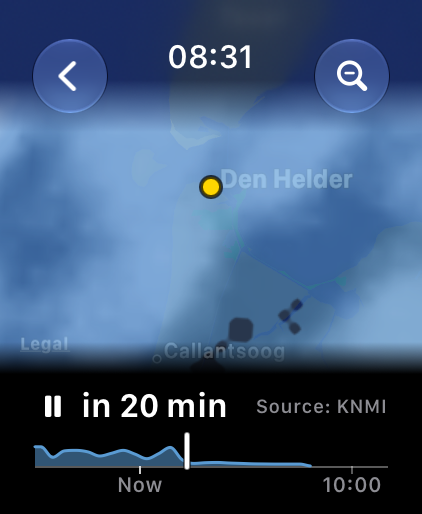 08:31
Den Helder
Legal
Callantsoog
in 20 min
Source: KNMI
Now
10:00